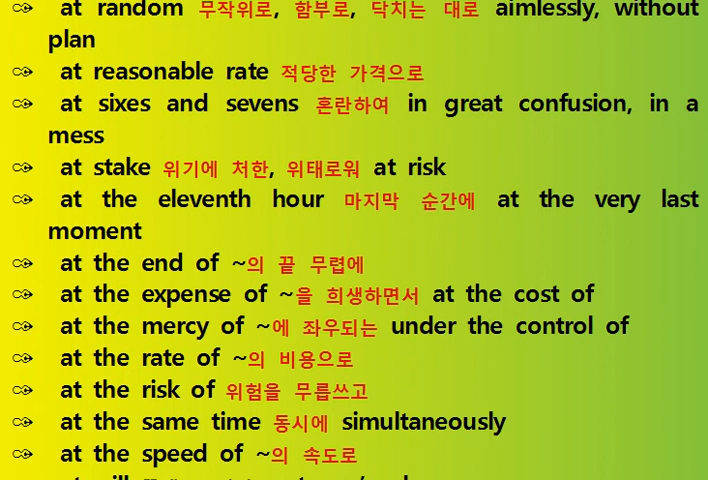 at random 무작위로, 함부로, 닥치는 대로 aimlessly, without
plan
at reasonable rate 적당한 가격으로
at sixes and sevens 혼란하여 in great confusion, in a
mess
at stake 위기에 처한, 위태로워 at risk
at the eleventh hour 마지막 순간에 at the very last
moment
at the end of ~의 끝 무렵에
at the expense of ~을 희생하면서 at the cost of
at the mercy of ~에 좌우되는 under the control of
at the rate of ~의 비용으로
at the risk of 위험을 무릅쓰고
at the same time 동시에 simultaneously
at the speed of ~의 속도로